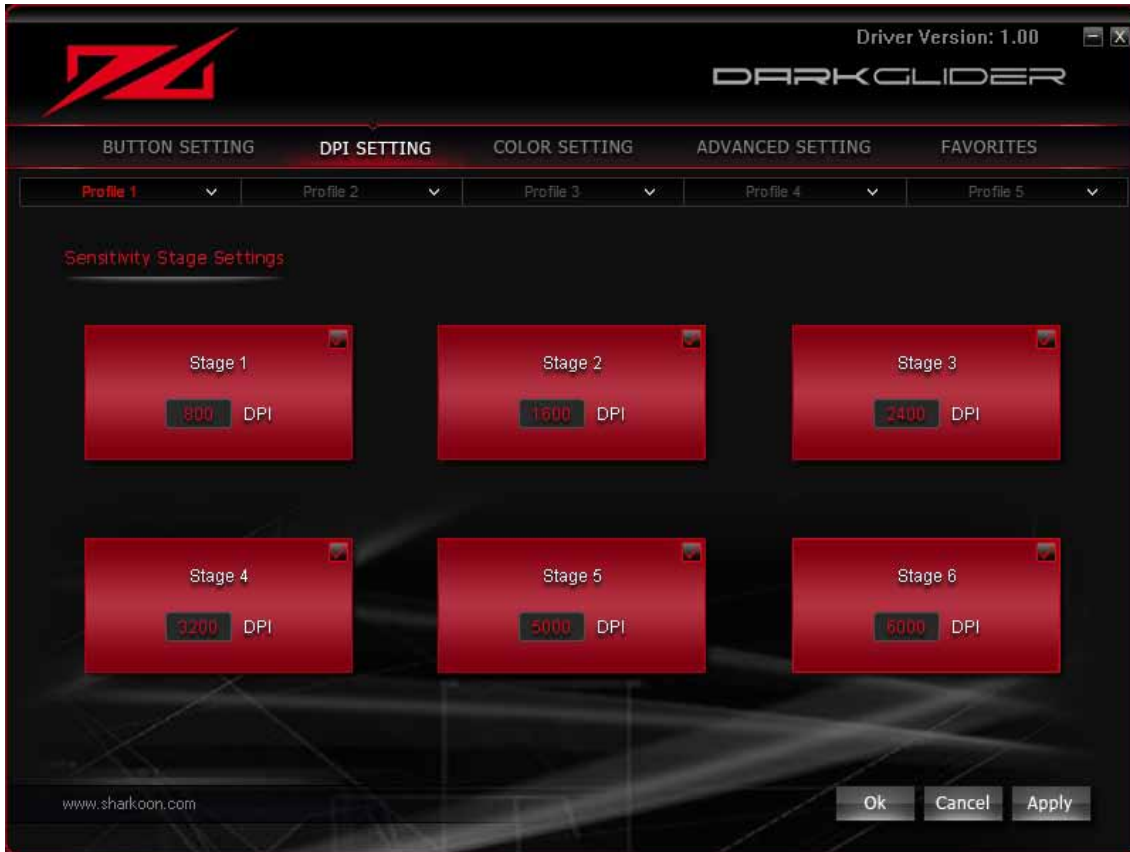 Driver Version: 1.00
DARKGLIDER
BUTTON SETTING DPI SETTING COLOR SETTING ADVANCED SETTING FAVORITES
Profile 1 Profile 2 Profile 3 Profile 4 Profile 5
Sensitivity Stage Settings
Stage 1 Stage 2 Stage 3
800 DPI 1600 DPI 2400 DPI
Stage 4 Stage 5 Stage 6
3200 DPI 5000 DPI 6000 DPI
www.sharkoon.com Ok Cancel Apply